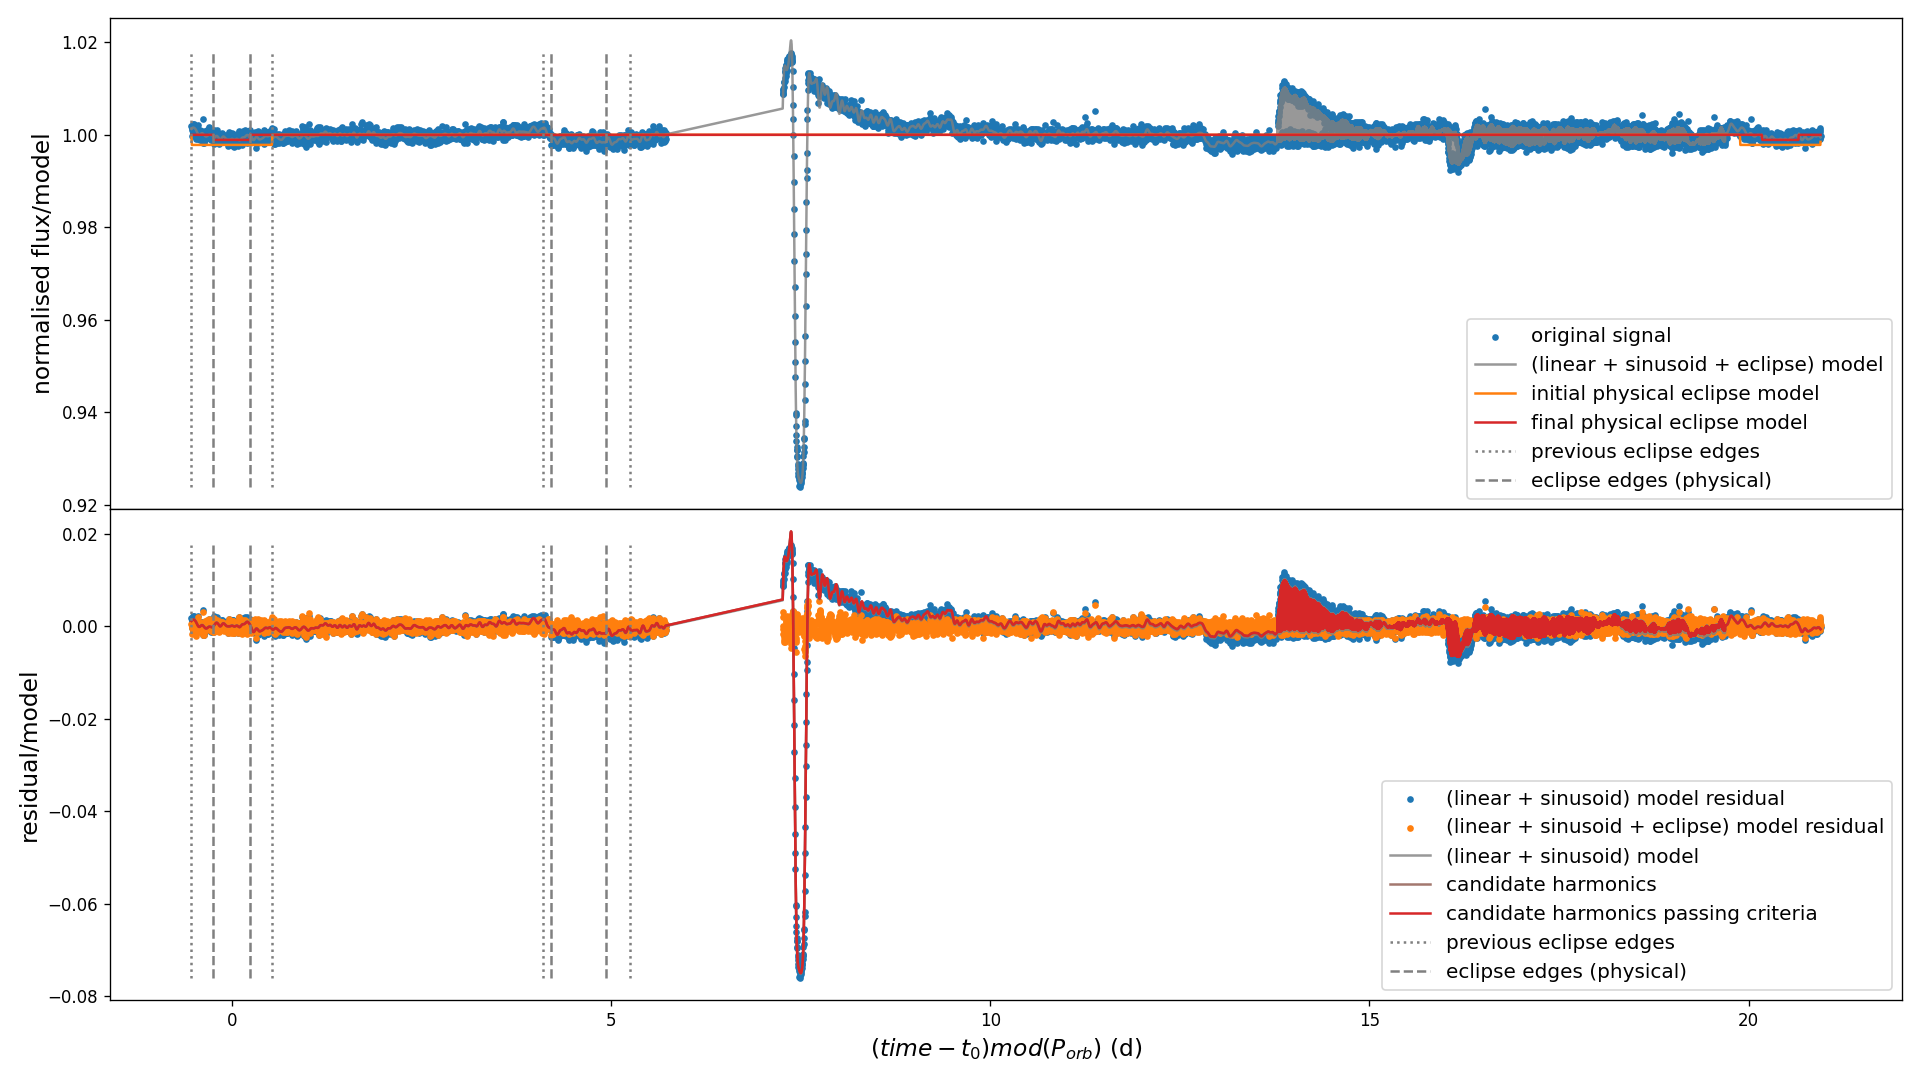 1.02
1.00
0.98
0.96
0.94
0.92
normalised flux/model
original signal
(linear + sinusoid + eclipse) model
initial physical eclipse model
final physical eclipse model
previous eclipse edges
eclipse edges (physical)
0.02
0.00
−0.02
−0.04
−0.06
−0.08
residual/model
(linear + sinusoid) model residual
(linear + sinusoid + eclipse) model residual
(linear + sinusoid) model
candidate harmonics
candidate harmonics passing criteria
previous eclipse edges
eclipse edges (physical)
0 5 10 15 20
(time − t₀)mod(Pₒᵣb) (d)